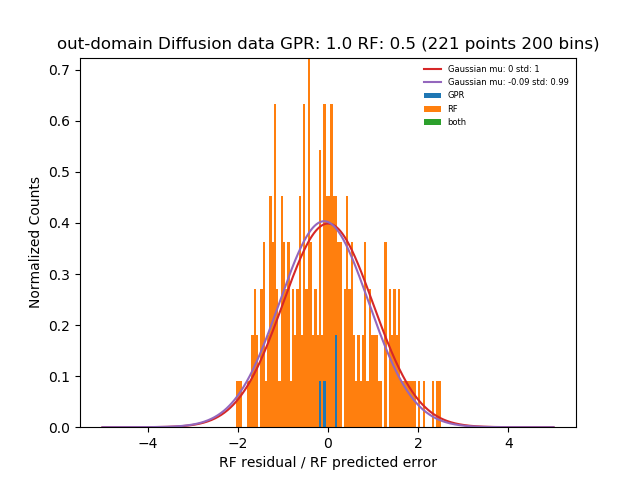 out-domain Diffusion data GPR: 1.0 RF: 0.5 (221 points 200 bins)
Gaussian mu: 0 std: 1
Gaussian mu: -0.09 std: 0.99
GPR
RF
both
Normalized Counts
0.7
0.6
0.5
0.4
0.3
0.2
0.1
0.0
−4 −2 0 2 4
RF residual / RF predicted error